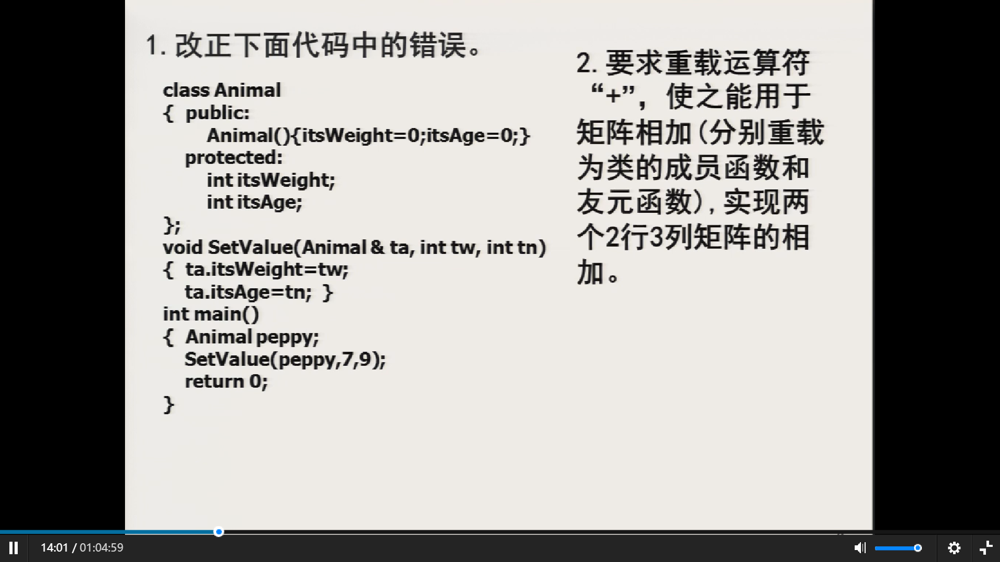 1.改正下面代码中的错误。
class Animal
{ public:
Animal(){itsWeight=0;itsAge=0;}
protected:
int itsWeight;
int itsAge;
};
void SetValue(Animal & ta, int tw, int tn)
{ ta.itsWeight=tw;
ta.itsAge=tn; }
int main()
{ Animal peppy;
SetValue(peppy,7,9);
return 0;
}
2.要求重载运算符
“+”，使之能用于
矩阵相加(分别重载
为类的成员函数和
友元函数),实现两
个2行3列矩阵的相
加。
14:01 / 01:04:59